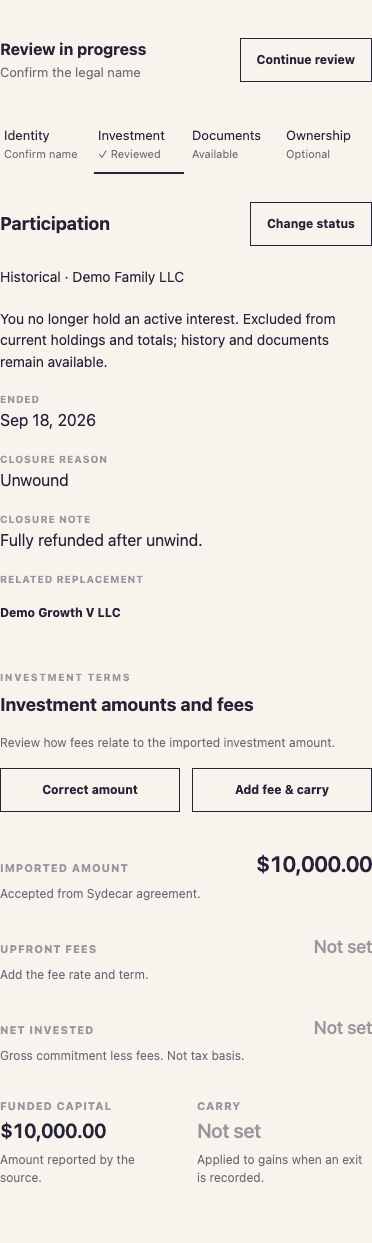 Review in progress
Confirm the legal name
Continue review
Identity
Confirm name
Investment
✓ Reviewed
Documents
Available
Ownership
Optional
Participation
Change status
Historical · Demo Family LLC
You no longer hold an active interest. Excluded from
current holdings and totals; history and documents
remain available.
ENDED
Sep 18, 2026
CLOSURE REASON
Unwound
CLOSURE NOTE
Fully refunded after unwind.
RELATED REPLACEMENT
Demo Growth V LLC
INVESTMENT TERMS
Investment amounts and fees
Review how fees relate to the imported investment amount.
Correct amount
Add fee & carry
IMPORTED AMOUNT
$10,000.00
Accepted from Sydecar agreement.
UPFRONT FEES
Not set
Add the fee rate and term.
NET INVESTED
Not set
Gross commitment less fees. Not tax basis.
FUNDED CAPITAL
$10,000.00
Amount reported by the
source.
CARRY
Not set
Applied to gains when an exit
is recorded.